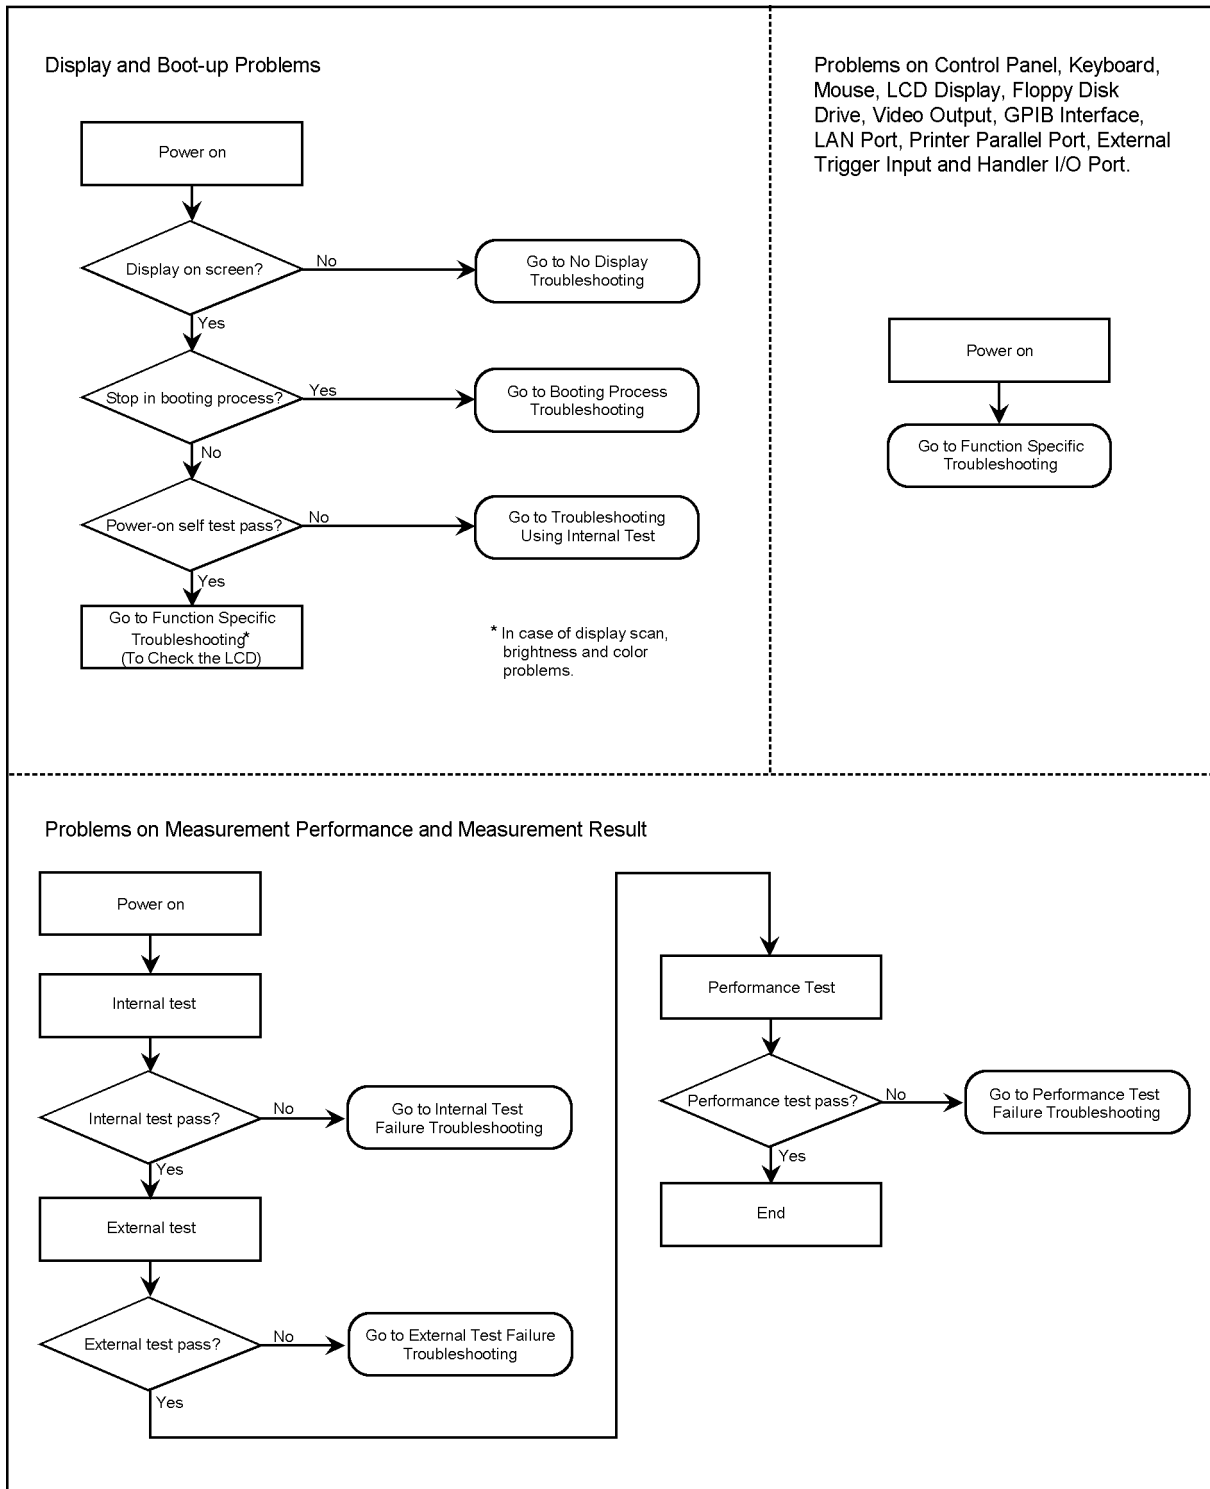 Display and Boot-up Problems
Power on
Display on screen?
No
Go to No Display
Troubleshooting
Yes
Stop in booting process?
Yes
Go to Booting Process
Troubleshooting
No
Power-on self test pass?
No
Go to Troubleshooting
Using Internal Test
Yes
Go to Function Specific
Troubleshooting*
(To Check the LCD)
* In case of display scan,
brightness and color
problems.
Problems on Control Panel, Keyboard,
Mouse, LCD Display, Floppy Disk
Drive, Video Output, GPIB Interface,
LAN Port, Printer Parallel Port, External
Trigger Input and Handler I/O Port.
Power on
Go to Function Specific
Troubleshooting
Problems on Measurement Performance and Measurement Result
Power on
Internal test
Internal test pass?
No
Go to Internal Test
Failure Troubleshooting
Yes
External test
External test pass?
No
Go to External Test Failure
Troubleshooting
Yes
Performance Test
Performance test pass?
No
Go to Performance Test
Failure Troubleshooting
Yes
End